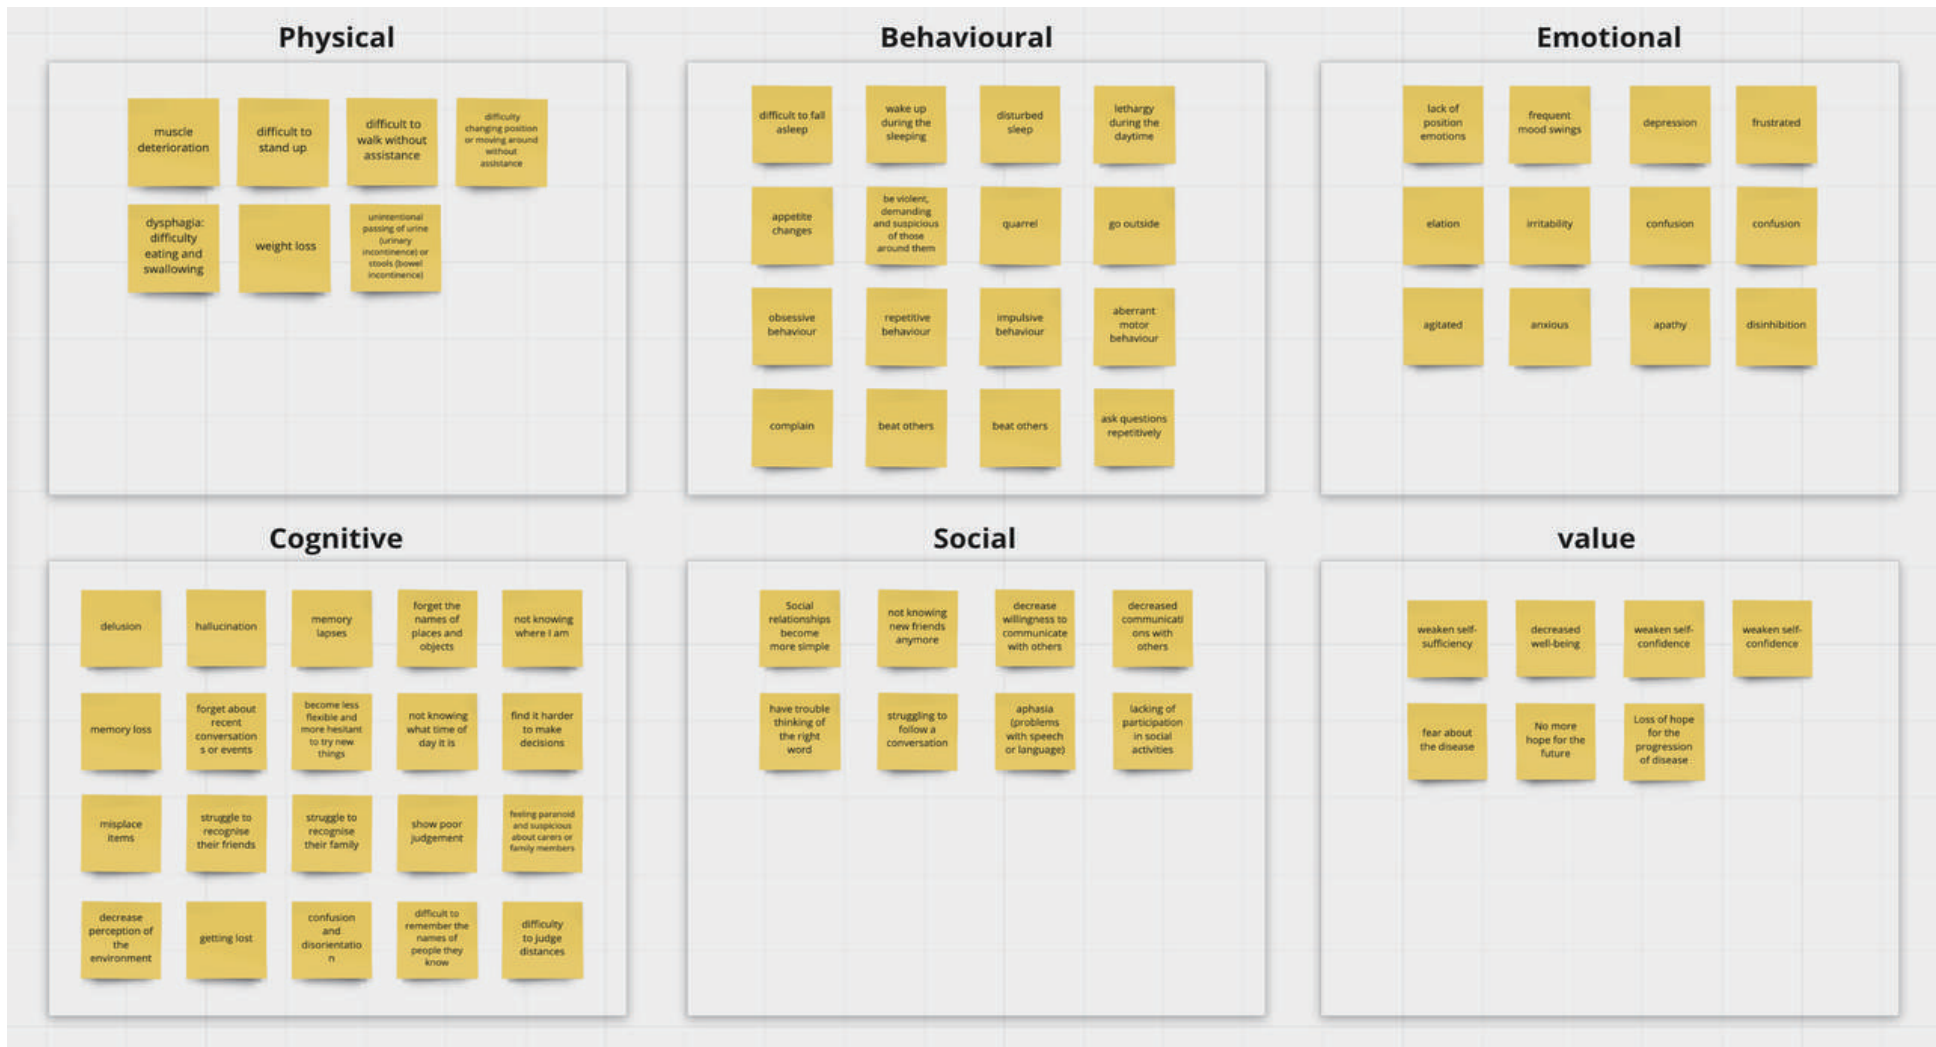 Physical
muscle
deterioration
difficult to
stand up
difficult to
walk without
assistance
difficulty
changing position
or moving around
without
assistance
dysphagia:
difficulty
eating and
swallowing
weight loss
unintentional
passing of urine
(urinary
incontinence) or
stools (bowel
incontinence)
Behavioural
difficult to fall
asleep
wake up
during the
sleeping
disturbed
sleep
lethargy
during the
daytime
appetite
changes
be violent,
demanding
and suspicious
of those
around them
quarrel
go outside
obsessive
behaviour
repetitive
behaviour
impulsive
behaviour
aberrant
motor
behaviour
complain
beat others
beat others
ask questions
repetitively
Emotional
lack of
position
emotions
frequent
mood swings
depression
frustrated
elation
irritability
confusion
confusion
agitated
anxious
apathy
disinhibition
Cognitive
delusion
hallucination
memory
lapses
forget the
names of
places and
objects
not knowing
where I am
memory loss
forget about
recent
conversation
s or events
become less
flexible and
more hesitant
to try new
things
not knowing
what time of
day it is
find it harder
to make
decisions
misplace
items
struggle to
recognise
their friends
struggle to
recognise
their family
show poor
judgement
feeling paranoid
and suspicious
about carers or
family members
decrease
perception of
the
environment
getting lost
confusion
and
disorientatio
n
difficult to
remember the
names of
people they
know
difficulty
to judge
distances
Social
Social
relationships
become
more simple
not knowing
new friends
anymore
decrease
willingness to
communicate
with others
decreased
communicati
ons with
others
have trouble
thinking of
the right
word
struggling to
follow a
conversation
aphasia
(problems
with speech
or language)
lacking of
participation
in social
activities
value
weaken self-
sufficiency
decreased
well-being
weaken self-
confidence
weaken self-
confidence
fear about
the disease
No more
hope for the
future
Loss of hope
for the
progression
of disease